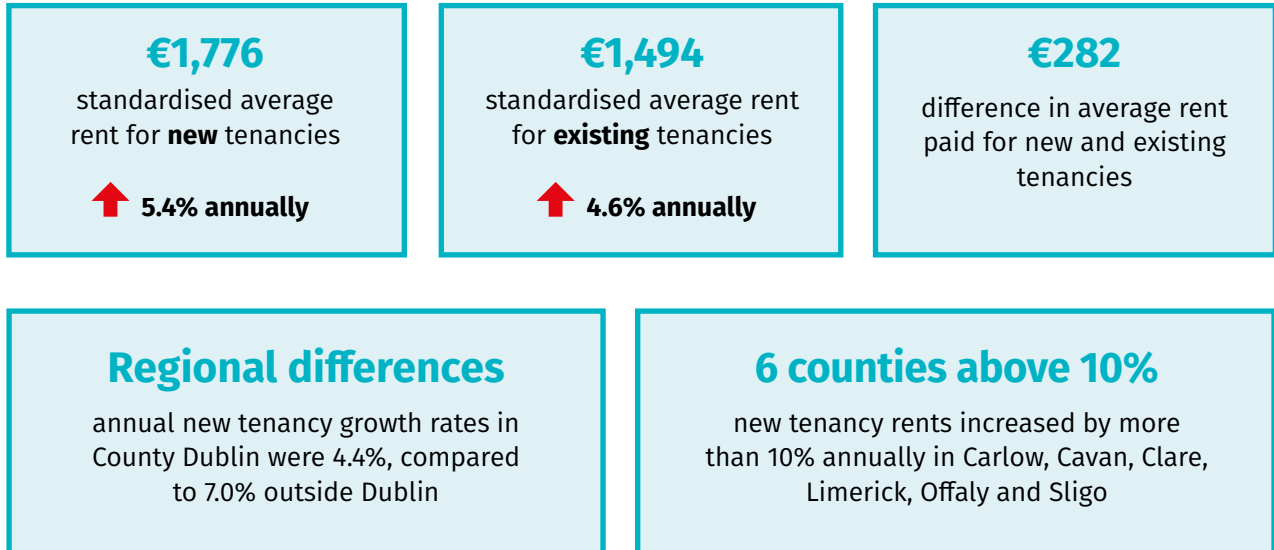 €1,776
standardised average
rent for new tenancies
5.4% annually
€1,494
standardised average rent
for existing tenancies
4.6% annually
€282
difference in average rent
paid for new and existing
tenancies
Regional differences
annual new tenancy growth rates in
County Dublin were 4.4%, compared
to 7.0% outside Dublin
6 counties above 10%
new tenancy rents increased by more
than 10% annually in Carlow, Cavan, Clare,
Limerick, Offaly and Sligo